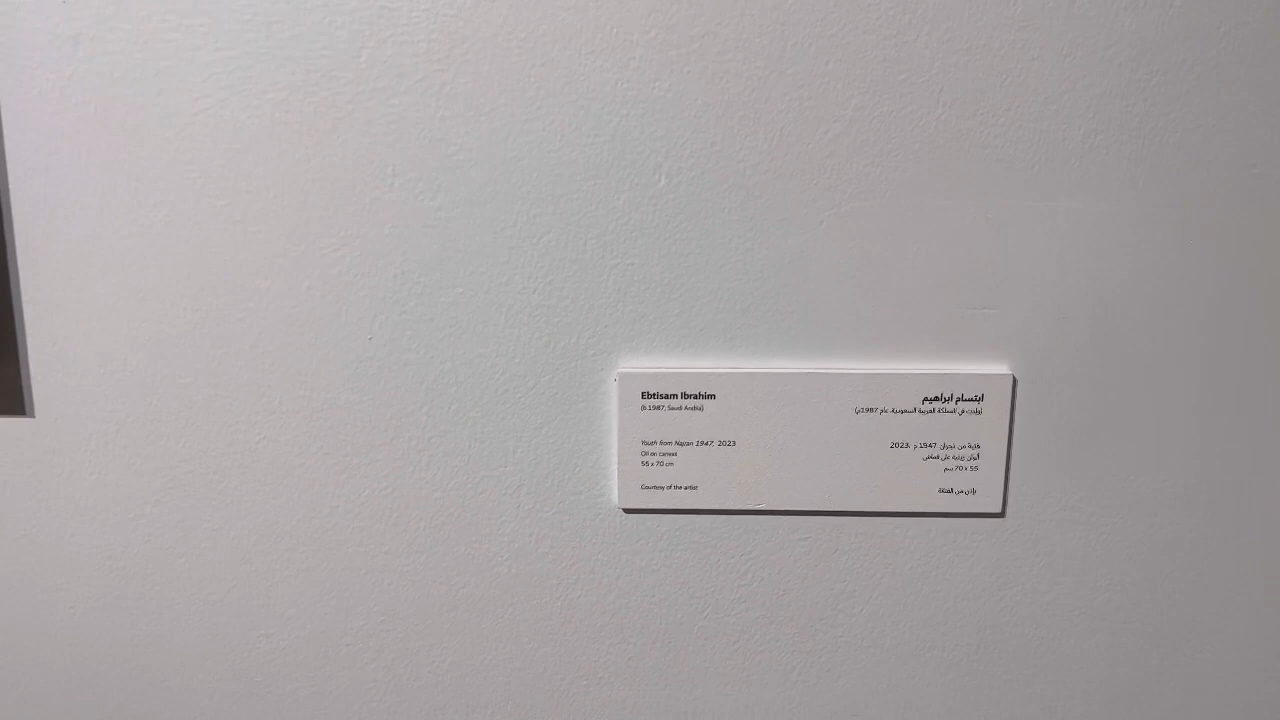 Ebtisam Ibrahim
(b.1987, Saudi Arabia)
Youth from Najran 1947, 2023
Oil on canvas
55 x 70 cm
Courtesy of the artist
ابتسام ابراهيم
(ولدت في المملكة العربية السعودية، عام 1987م)
فتية من نجران 1947 م ,2023
ألوان زيتية على قماش
55 x 70 سم
بإذن من الفنانة